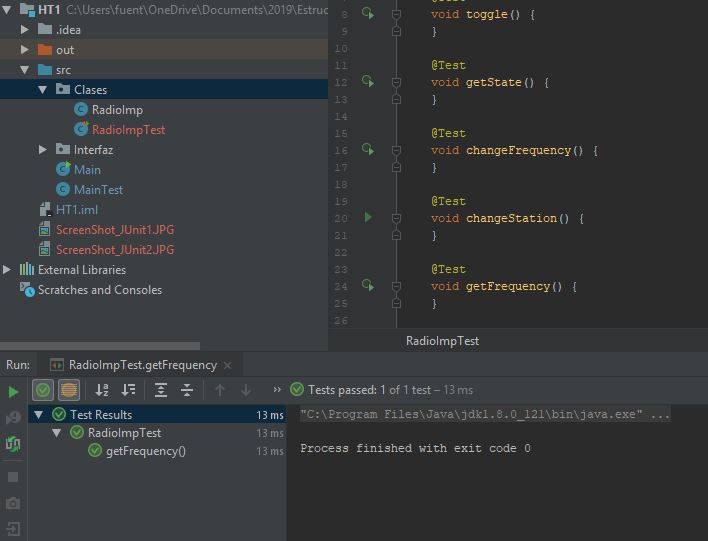 HT1 C:\Users\fuent\OneDrive\Documents\2019\Estruc
.idea
out
src
Clases
RadioImp
RadioImpTest
Interfaz
Main
MainTest
HT1.iml
ScreenShot_JUnit1.JPG
ScreenShot_JUnit2.JPG
External Libraries
Scratches and Consoles
8 void toggle() {
9 }
10
11 @Test
12 void getState() {
13 }
14
15 @Test
16 void changeFrequency() {
17 }
18
19 @Test
20 void changeStation() {
21 }
22
23 @Test
24 void getFrequency() {
25 }
26
RadioImpTest
Run: RadioImpTest.getFrequency ×
>> Tests passed: 1 of 1 test – 13 ms
Test Results 13 ms
RadioImpTest 13 ms
getFrequency() 13 ms
"C:\Program Files\Java\jdk1.8.0_121\bin\java.exe" ...
Process finished with exit code 0